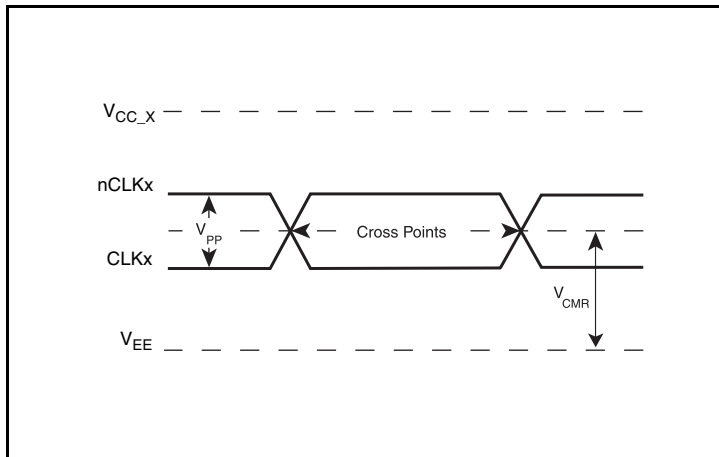 VCC_X
nCLKx
VPP
Cross Points
CLKx
VCMR
VEE